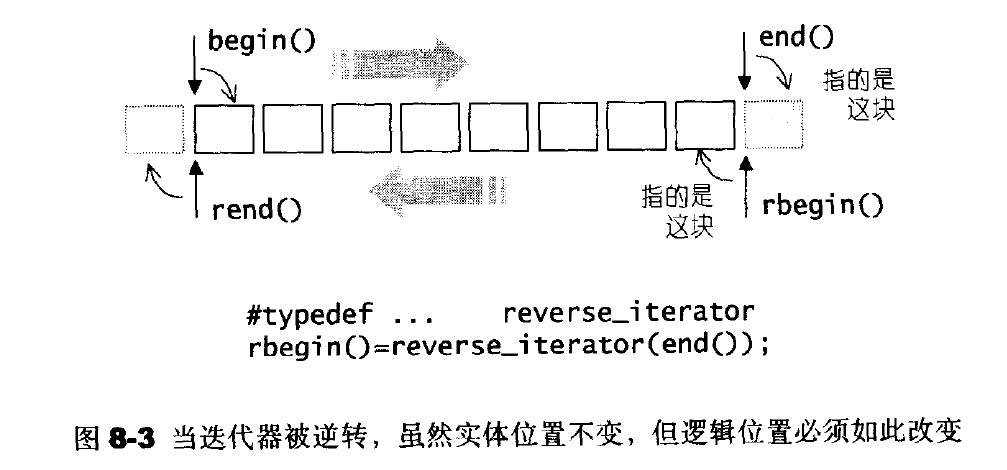 begin()
end()
指的是
这块
rend()
指的是
这块
rbegin()
#typedef ... reverse_iterator
rbegin()=reverse_iterator(end());
图 8-3 当迭代器被逆转，虽然实体位置不变，但逻辑位置必须如此改变